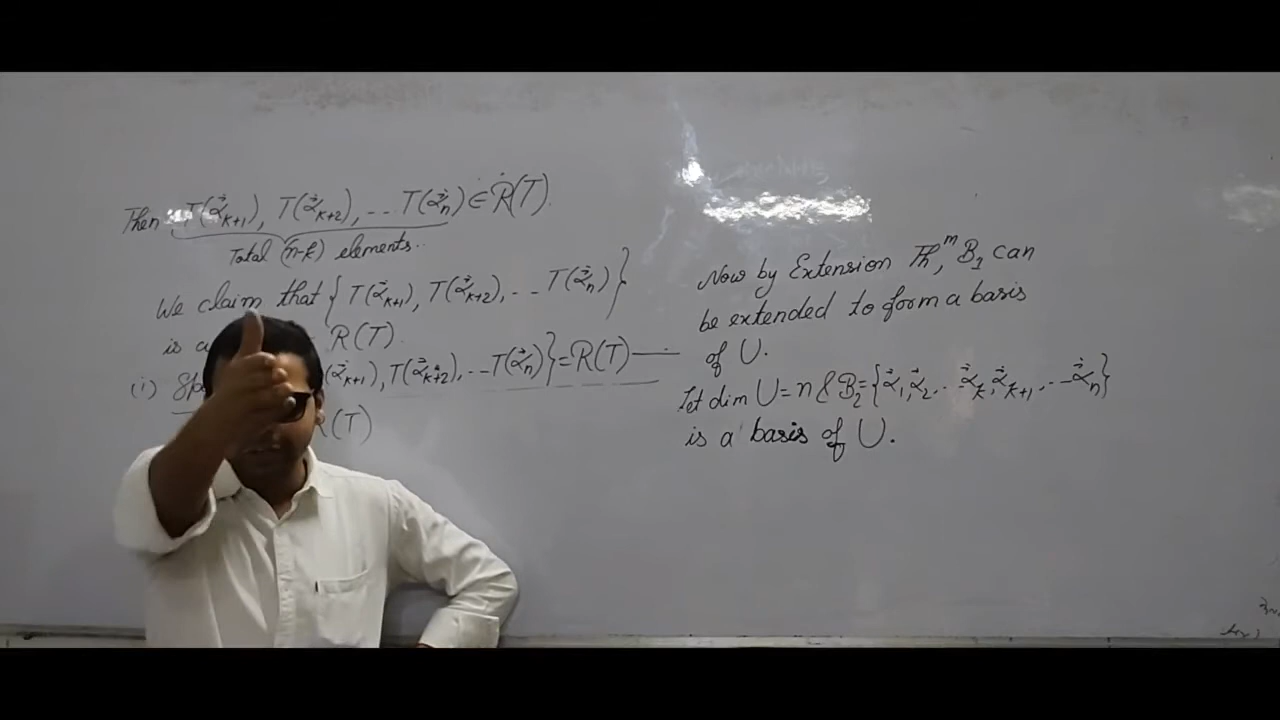 Then T(α⃗ₖ₊₁), T(α⃗ₖ₊₂), ... T(α⃗ₙ) ∈ R(T).
Total (n-k) elements..
We claim that {T(α⃗ₖ₊₁), T(α⃗ₖ₊₂), ... T(α⃗ₙ)}
is a R(T).
(i) (α⃗ₖ₊₁), T(α⃗ₖ₊₂), ... T(α⃗ₙ)} = R(T)
(T)
Now by Extension Thᵐ, B₁ can
be extended to form a basis
of U.
Let dim U = n & B₂ = {α⃗₁, α⃗₂, ... α⃗ₖ, α⃗ₖ₊₁, ... α⃗ₙ}
is a basis of U.